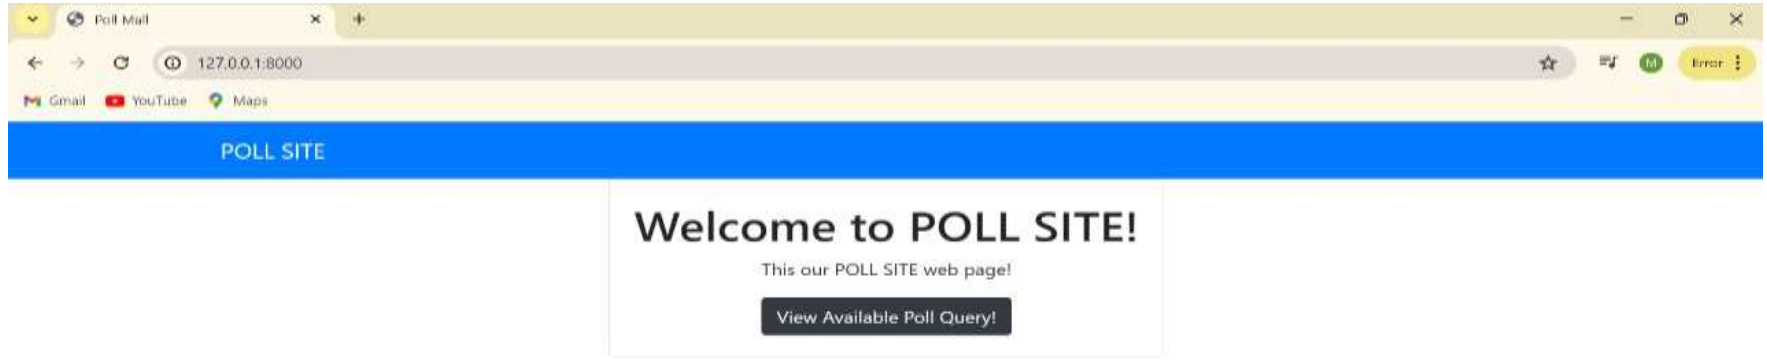 Poll Mall
127.0.0.1:8000
M
Error
Gmail YouTube Maps
POLL SITE
Welcome to POLL SITE!
This our POLL SITE web page!
View Available Poll Query!